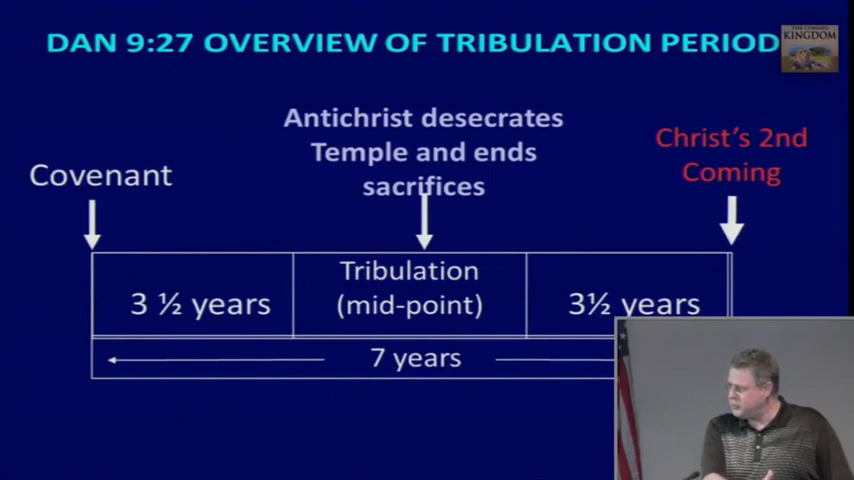 DAN 9:27 OVERVIEW OF TRIBULATION PERIOD
THE COMING
KINGDOM
Antichrist desecrates
Temple and ends
sacrifices
Christ's 2nd
Coming
Covenant
3 ½ years
Tribulation
(mid-point)
3½ years
7 years